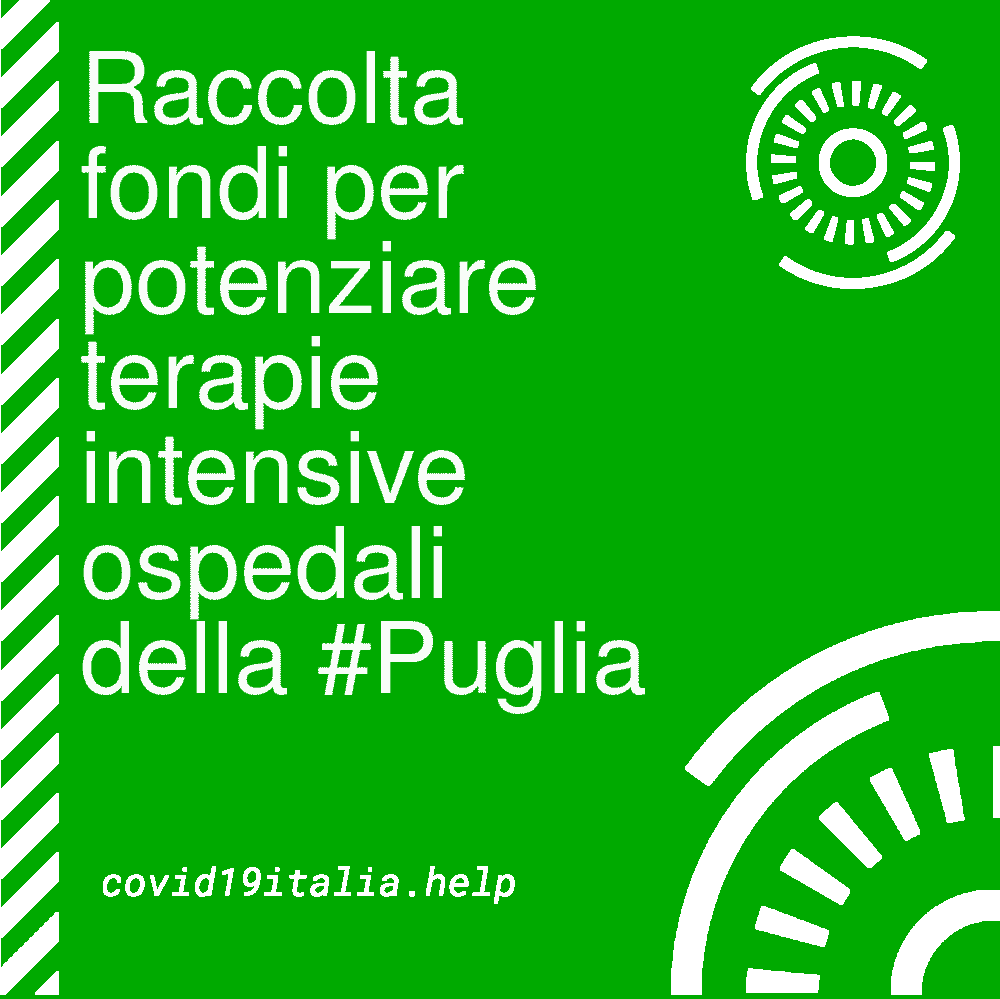 Raccolta
fondi per
potenziare
terapie
intensive
ospedali
della #Puglia
covid19italia.help